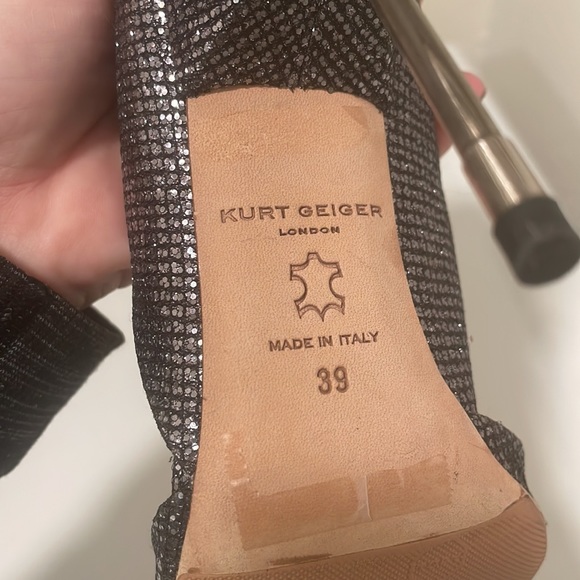 KURT GEIGER
LONDON
MADE IN ITALY
39